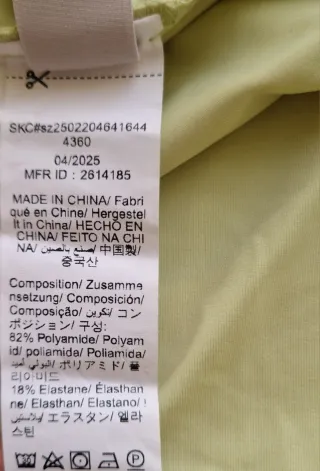 SKC#sz2502204641644
4360
04/2025
MFR ID : 2614185
MADE IN CHINA/ Fabri
qué en Chine/ Hergestel
lt in China/ HECHO EN
CHINA/ FEITO NA CHI
NA/ صنع بالصين/ 中国製/
중국산
Composition/ Zusamme
nsetzung/ Composición/
Composição/ تكوين/ コン
ポジション/ 구성:
82% Polyamide/ Polyam
id/ poliamida/ Poliamida/
البولي أميد/ ポリアミド/ 폴
리아미드
18% Elastane/ Élasthan
ne/ Elasthan/ Elastano/
إيلاستين/ エラスタン/ 엘라
스틴